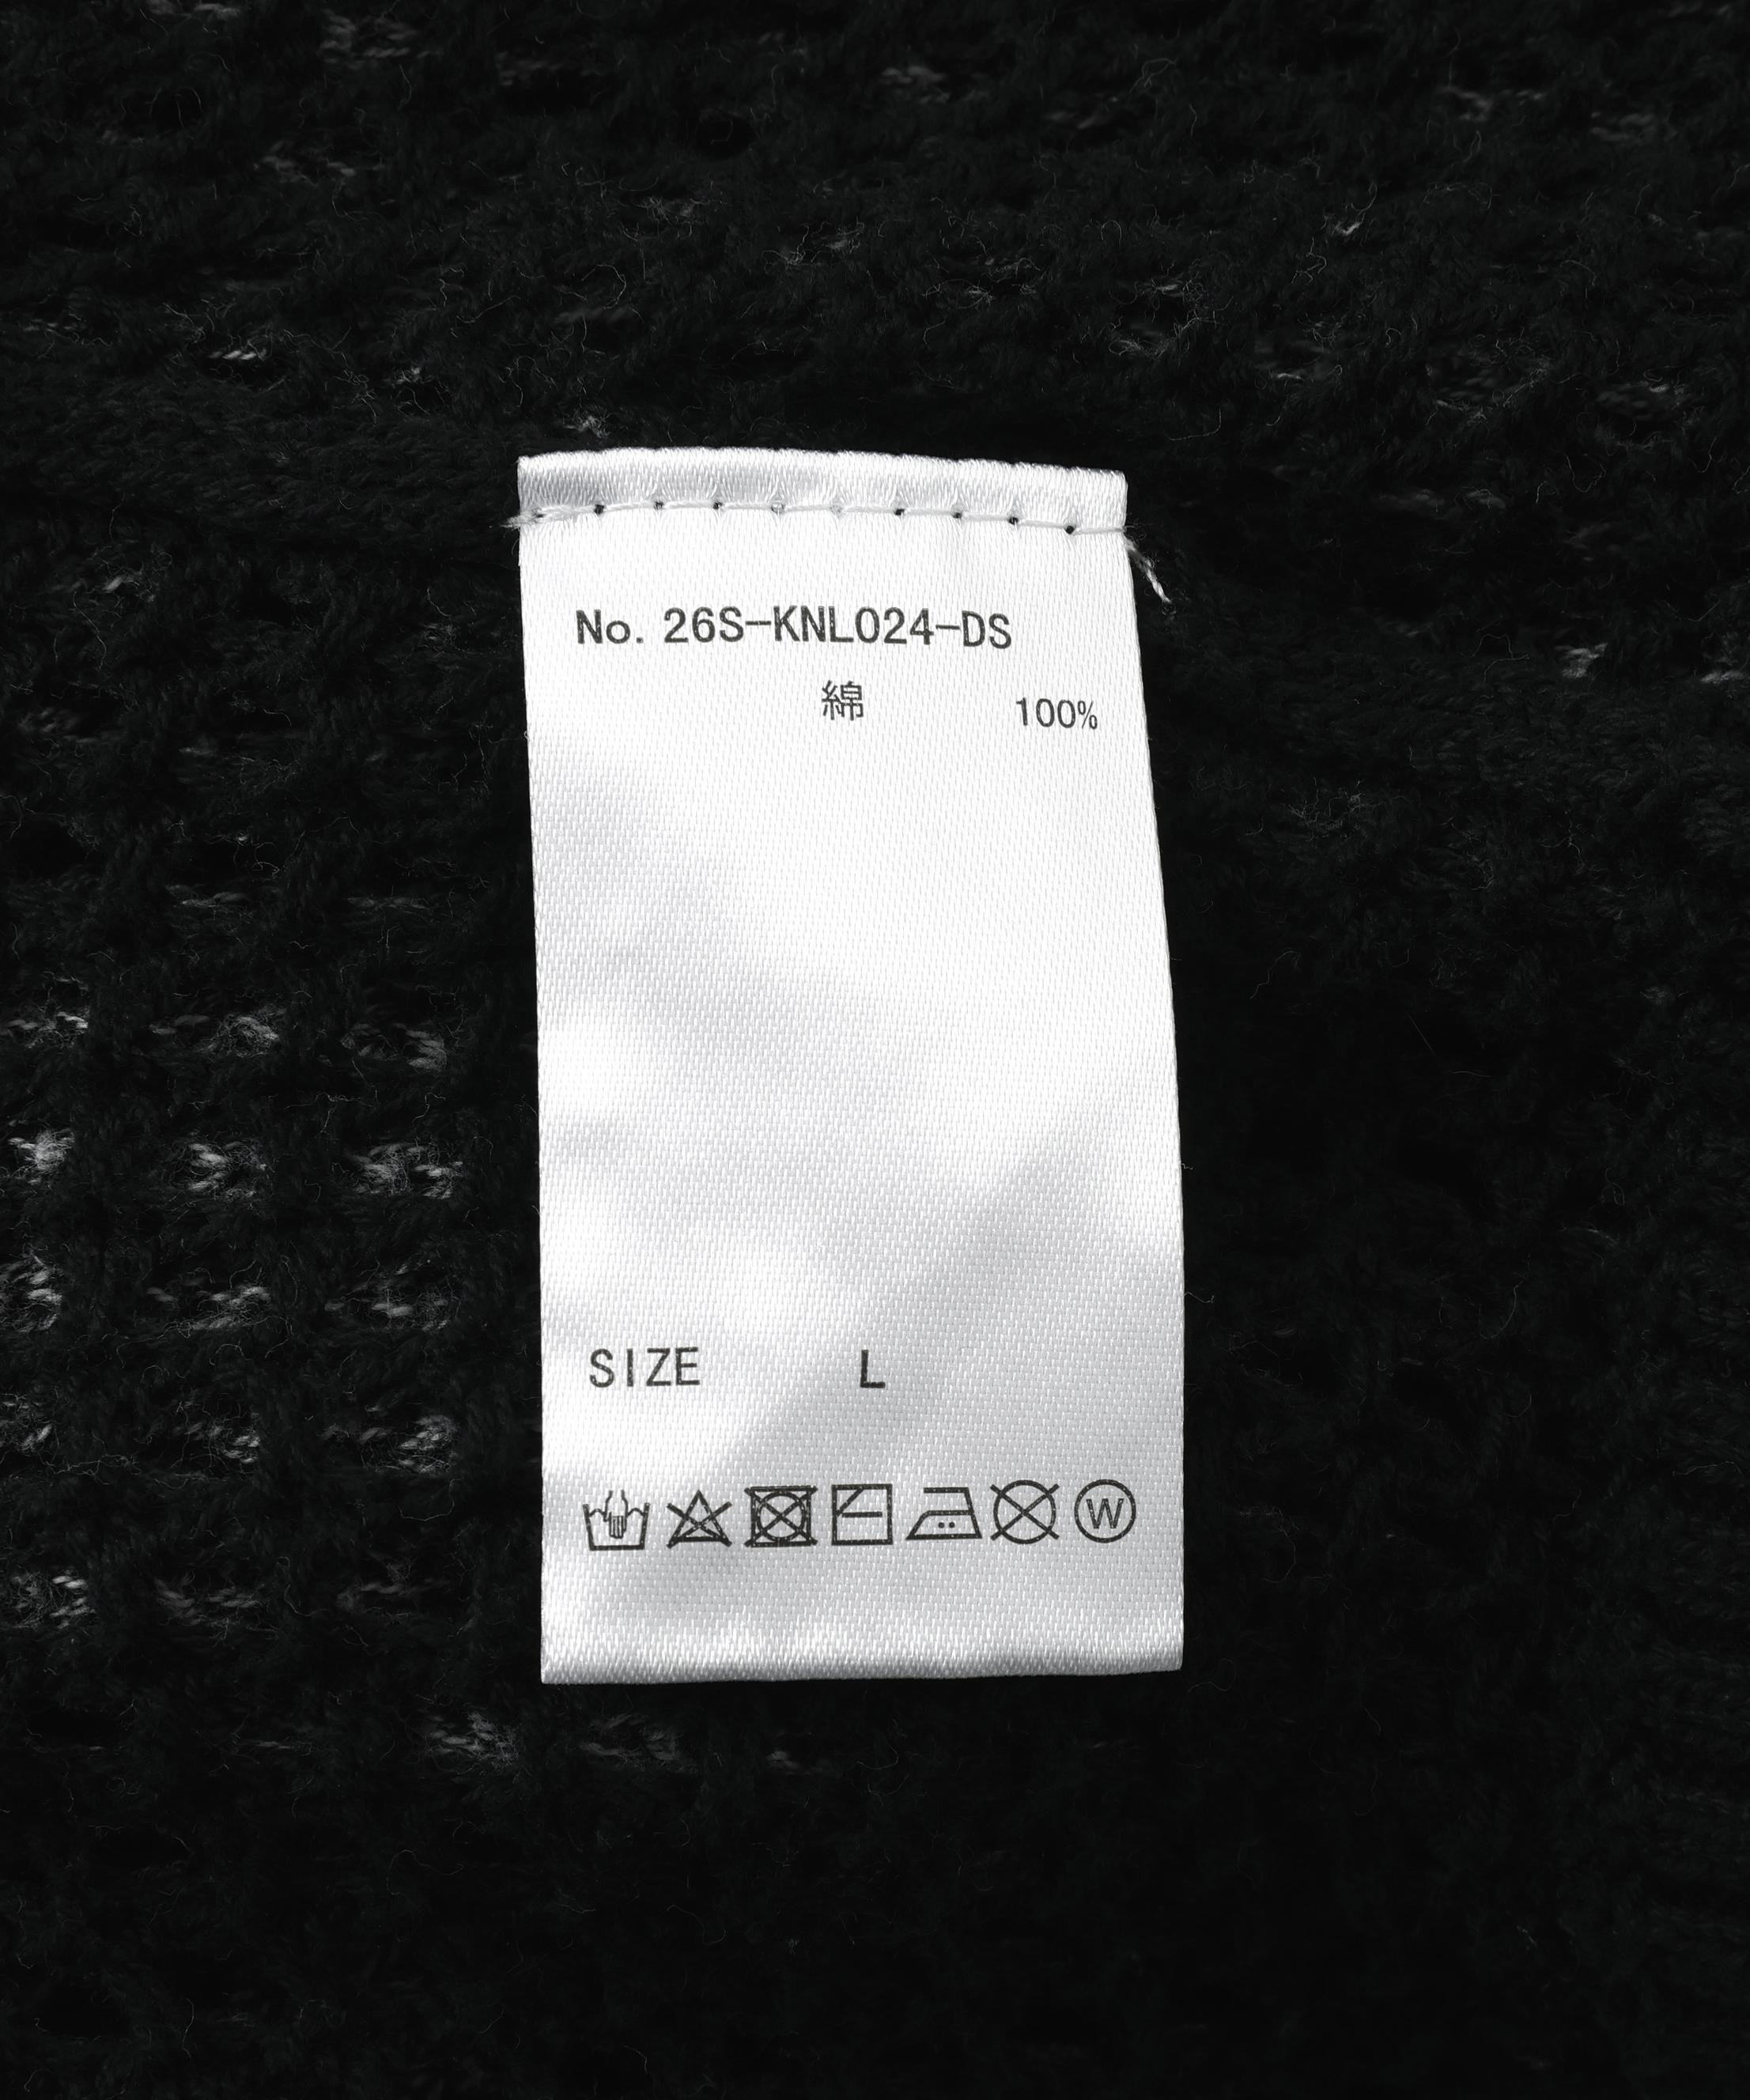 No. 26S-KNL024-DS
綿 100%
SIZE L
W